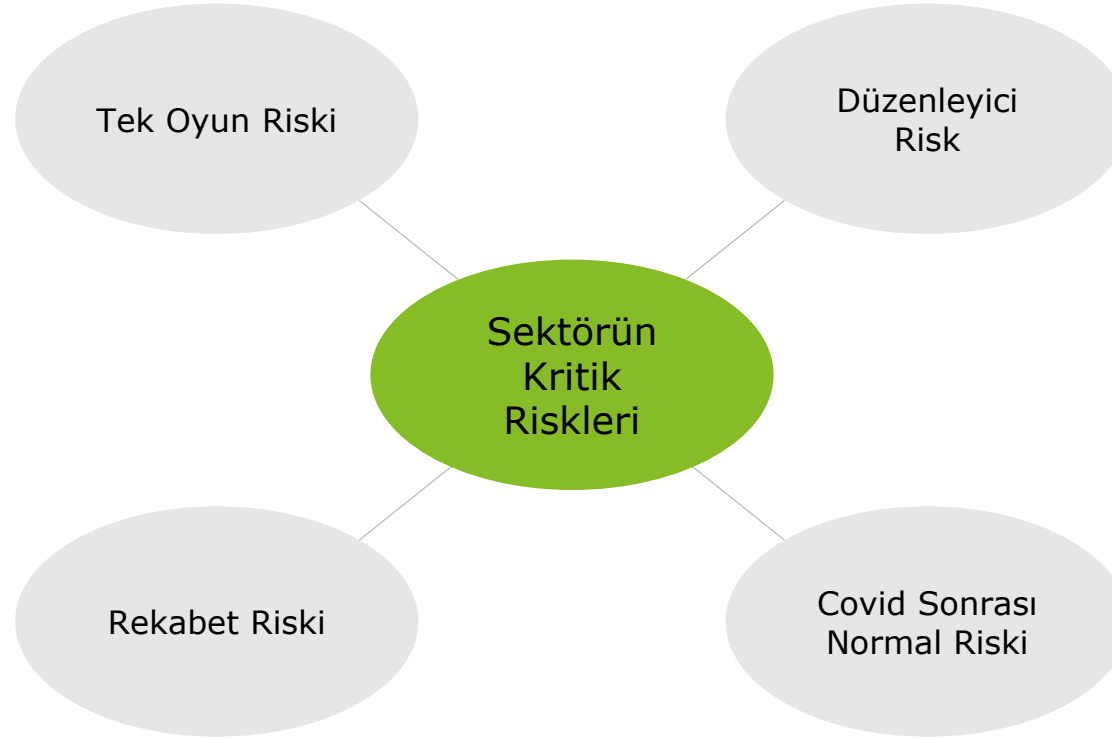 Tek Oyun Riski
Düzenleyici
Risk
Sektörün
Kritik
Riskleri
Rekabet Riski
Covid Sonrası
Normal Riski